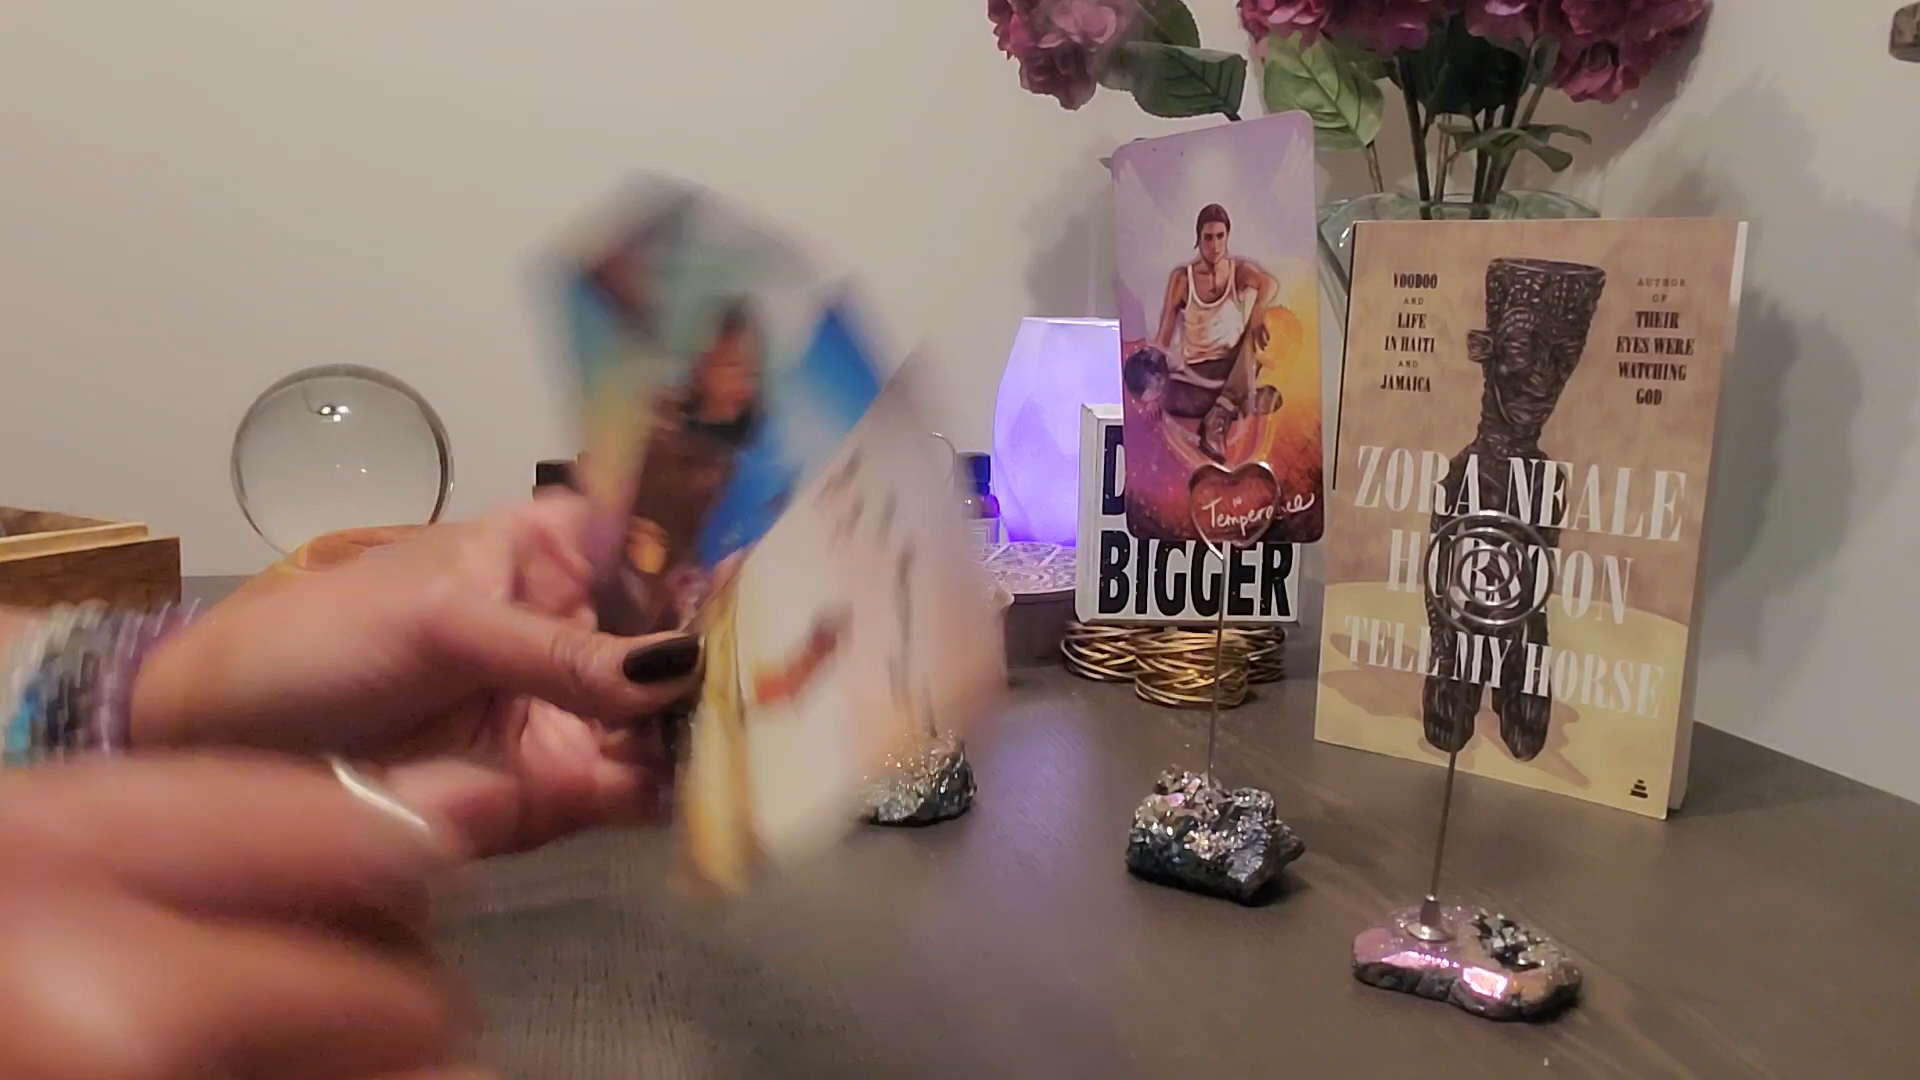 Temperance
D
BIGGER
VOODOO
AND
LIFE
IN HAITI
AND
JAMAICA
AUTHOR
OF
THEIR
EYES WERE
WATCHING
GOD
ZORA NEALE
HURSTON
TELL MY HORSE